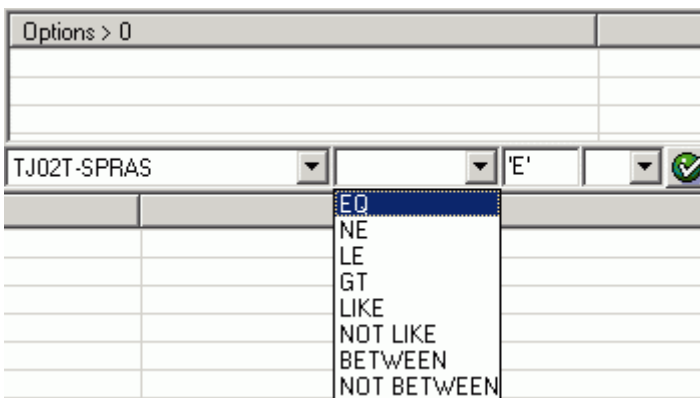 Options > 0
TJ02T-SPRAS 'E'
EQ
NE
LE
GT
LIKE
NOT LIKE
BETWEEN
NOT BETWEEN